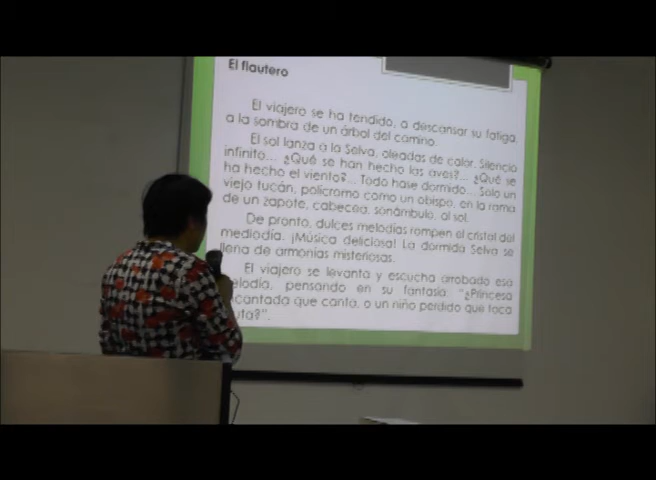 El flautero
El viajero se ha tendido, a descansar su fatiga,
a la sombra de un árbol del camino.
El sol lanza a la Selva, oleadas de calor. Silencio
infinito... ¿Qué se han hecho las aves?... ¿Qué se
ha hecho el viento?... Todo hase dormido... Solo un
viejo tucán, polícromo como un obispo, en la rama
de un zapote, cabecea, sonámbulo, al sol.
De pronto, dulces melodías rompen el cristal del
mediodía. ¡Música deliciosa! La dormida Selva se
llena de armonías misteriosas.
El viajero se levanta y escucha arrobado esa
elodía, pensando en su fantasía. "¿Princesa
cantada que canta, o un niño perdido que toca
uta?".